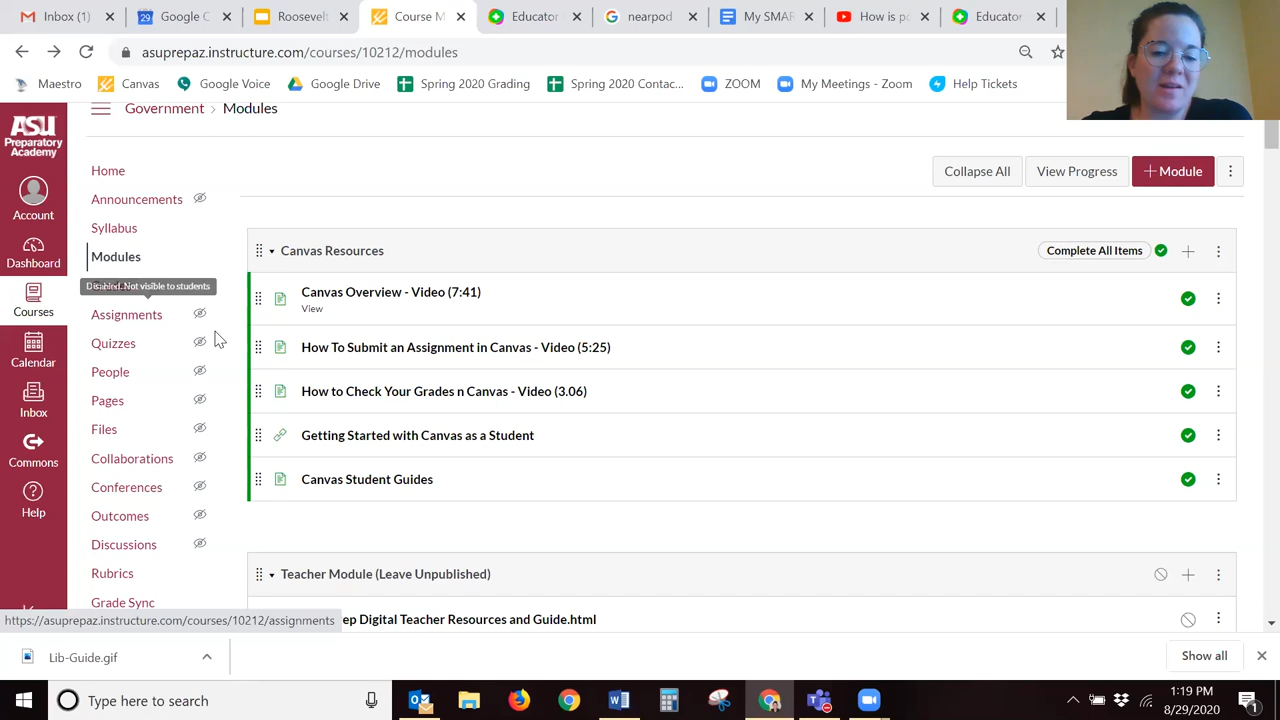 Inbox (1)
Google C
Roosevelt
Course M
Educator
nearpod
My SMAR
How is po
Educator
asuprepaz.instructure.com/courses/10212/modules
Maestro
Canvas
Google Voice
Google Drive
Spring 2020 Grading
Spring 2020 Contac...
ZOOM
My Meetings - Zoom
Help Tickets
ASU
Preparatory
Academy
Account
Dashboard
Courses
Calendar
Inbox
Commons
Help
Government > Modules
Home
Announcements
Syllabus
Modules
Disabled. Not visible to students
Assignments
Quizzes
People
Pages
Files
Collaborations
Conferences
Outcomes
Discussions
Rubrics
Grade Sync
Collapse All
View Progress
+ Module
Canvas Resources
Complete All Items
Canvas Overview - Video (7:41)
View
How To Submit an Assignment in Canvas - Video (5:25)
How to Check Your Grades n Canvas - Video (3.06)
Getting Started with Canvas as a Student
Canvas Student Guides
Teacher Module (Leave Unpublished)
ep Digital Teacher Resources and Guide.html
https://asuprepaz.instructure.com/courses/10212/assignments
Lib-Guide.gif
Show all
Type here to search
1:19 PM
8/29/2020
1